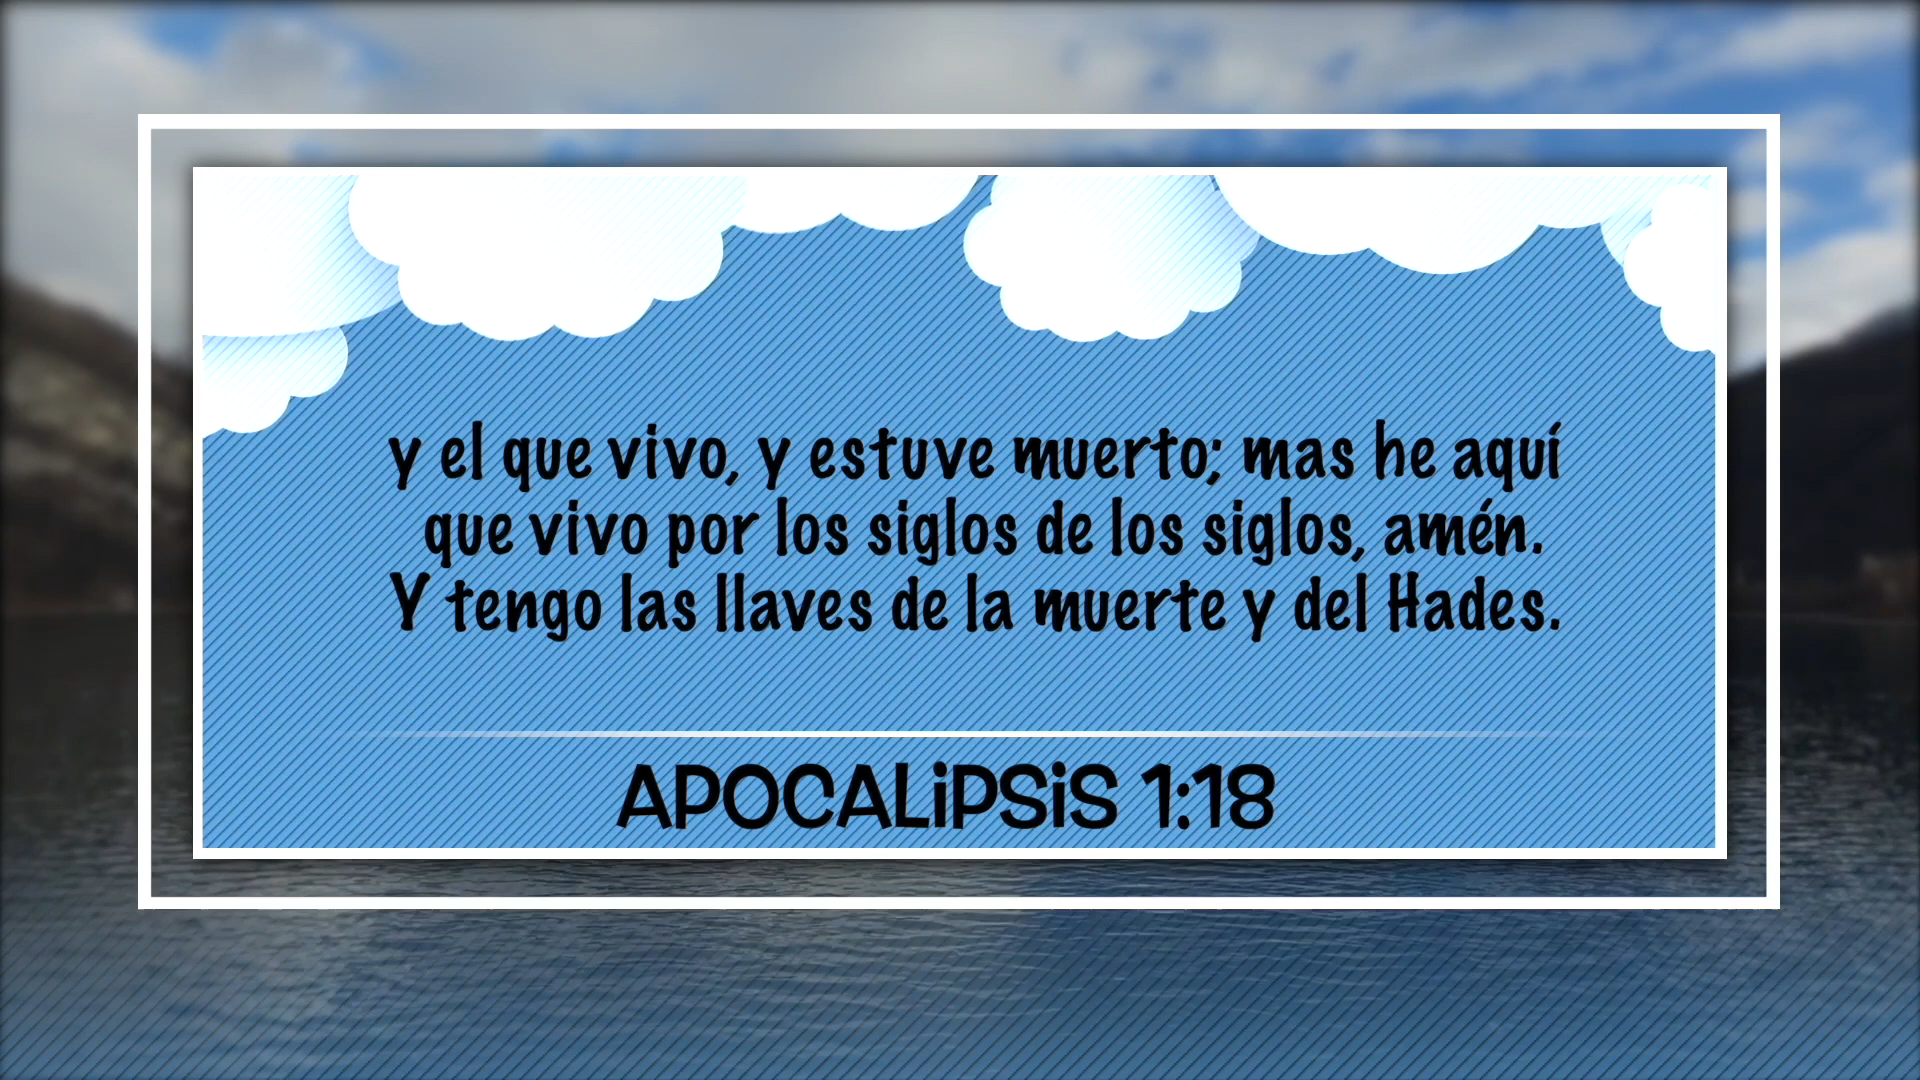 y el que vivo, y estuve muerto; mas he aquí
que vivo por los siglos de los siglos, amén.
Y tengo las llaves de la muerte y del Hades.
APOCALiPSiS 1:18